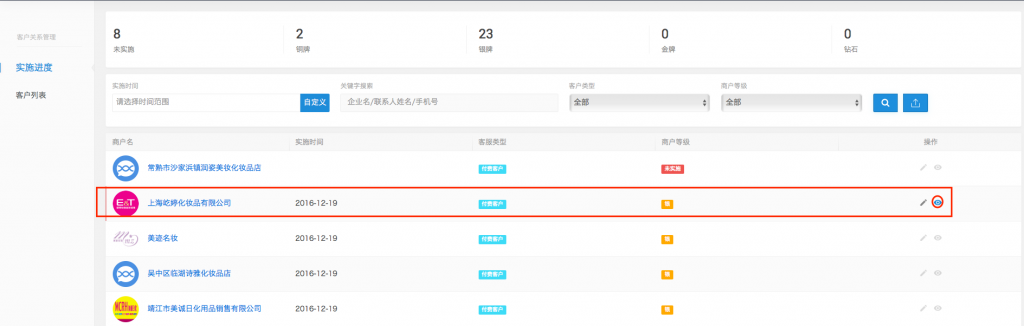 客户关系管理
实施进度
客户列表
8
2
23
0
0
未实施
铜牌
银牌
金牌
钻石
实施时间
关键字搜索
客户类型
商户等级
请选择时间范围
自定义
企业名/联系人姓名/手机号
全部
全部
商户名
实施时间
客服类型
商户等级
操作
常熟市沙家浜镇润姿美妆化妆品店
付费客户
未实施
E&T
上海屹婷化妆品有限公司
2016-12-19
付费客户
银
美迹名妆
2016-12-19
付费客户
银
吴中区临湖诗雅化妆品店
2016-12-19
付费客户
银
靖江市美诚日化用品销售有限公司
2016-12-19
付费客户
银